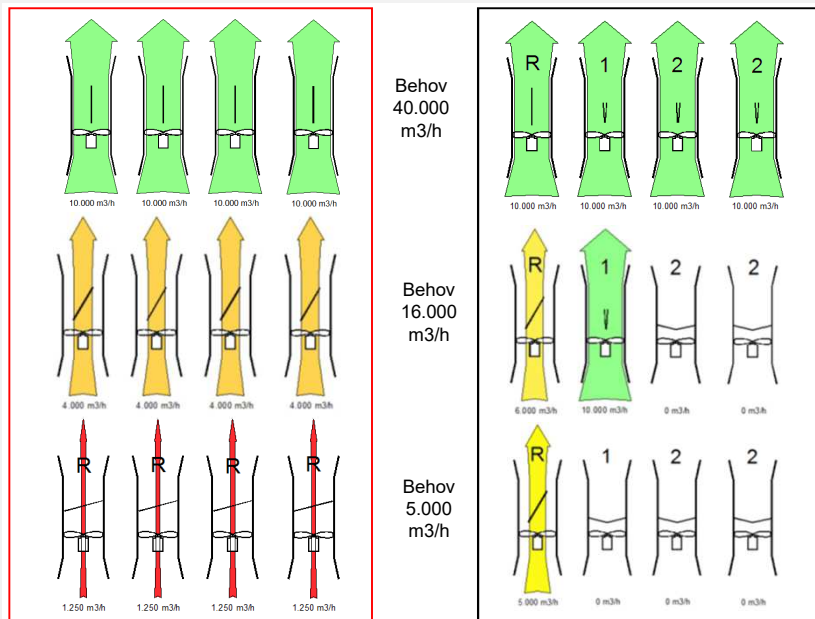 Behov
40.000
m3/h
R 1 2 2
10.000 m3/h 10.000 m3/h 10.000 m3/h 10.000 m3/h
10.000 m3/h 10.000 m3/h 10.000 m3/h 10.000 m3/h
Behov
16.000
m3/h
R 1 2 2
4.000 m3/h 4.000 m3/h 4.000 m3/h 4.000 m3/h
6.000 m3/h 10.000 m3/h 0 m3/h 0 m3/h
R R R R
Behov
5.000
m3/h
R 1 2 2
1.250 m3/h 1.250 m3/h 1.250 m3/h 1.250 m3/h
5.000 m3/h 0 m3/h 0 m3/h 0 m3/h